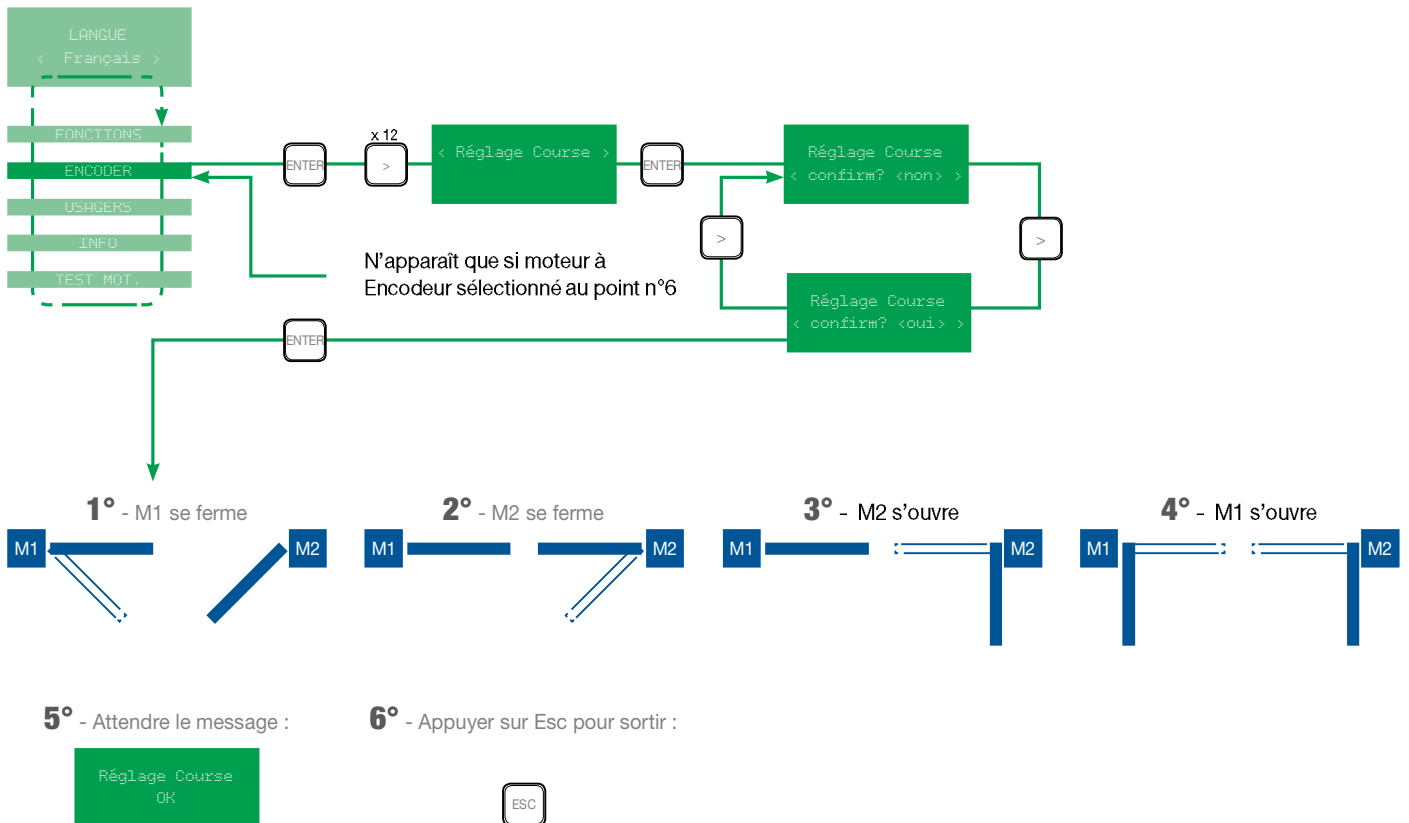 LANGUE
< Français >
FONCTIONS
ENCODER
USAGERS
INFO
TEST MOT.
ENTER
x 12
>
< Réglage Course >
ENTER
Réglage Course
< confirm? <non> >
>
>
N'apparaît que si moteur à
Encodeur sélectionné au point n°6
Réglage Course
< confirm? <oui> >
ENTER
1° - M1 se ferme
M1
M2
2° - M2 se ferme
M1
M2
3° - M2 s'ouvre
M1
M2
4° - M1 s'ouvre
M1
M2
5° - Attendre le message :
Réglage Course
OK
6° - Appuyer sur Esc pour sortir :
ESC